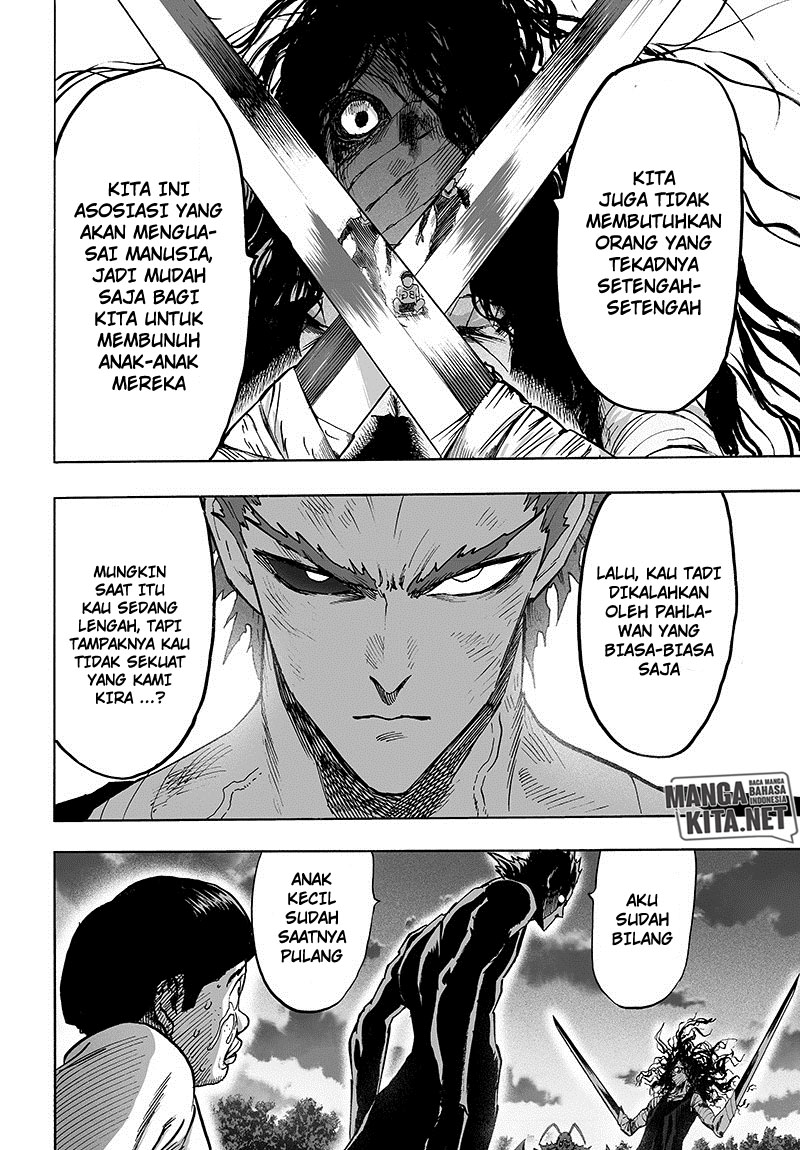 KITA
JUGA TIDAK
MEMBUTUHKAN
ORANG YANG
TEKADNYA
SETENGAH-
SETENGAH
KITA INI
ASOSIASI YANG
AKAN MENGUA-
SAI MANUSIA,
JADI MUDAH
SAJA BAGI
KITA UNTUK
MEMBUNUH
ANAK-ANAK
MEREKA
LALU, KAU TADI
DIKALAHKAN
OLEH PAHLA-
WAN YANG
BIASA-BIASA
SAJA
MUNGKIN
SAAT ITU
KAU SEDANG
LENGAH, TAPI
TAMPAKNYA KAU
TIDAK SEKUAT
YANG KAMI
KIRA ...?
MANGA
KITA.NET
BACA MANGA
BAHASA
INDONESIA
AKU
SUDAH
BILANG
ANAK
KECIL
SUDAH
SAATNYA
PULANG